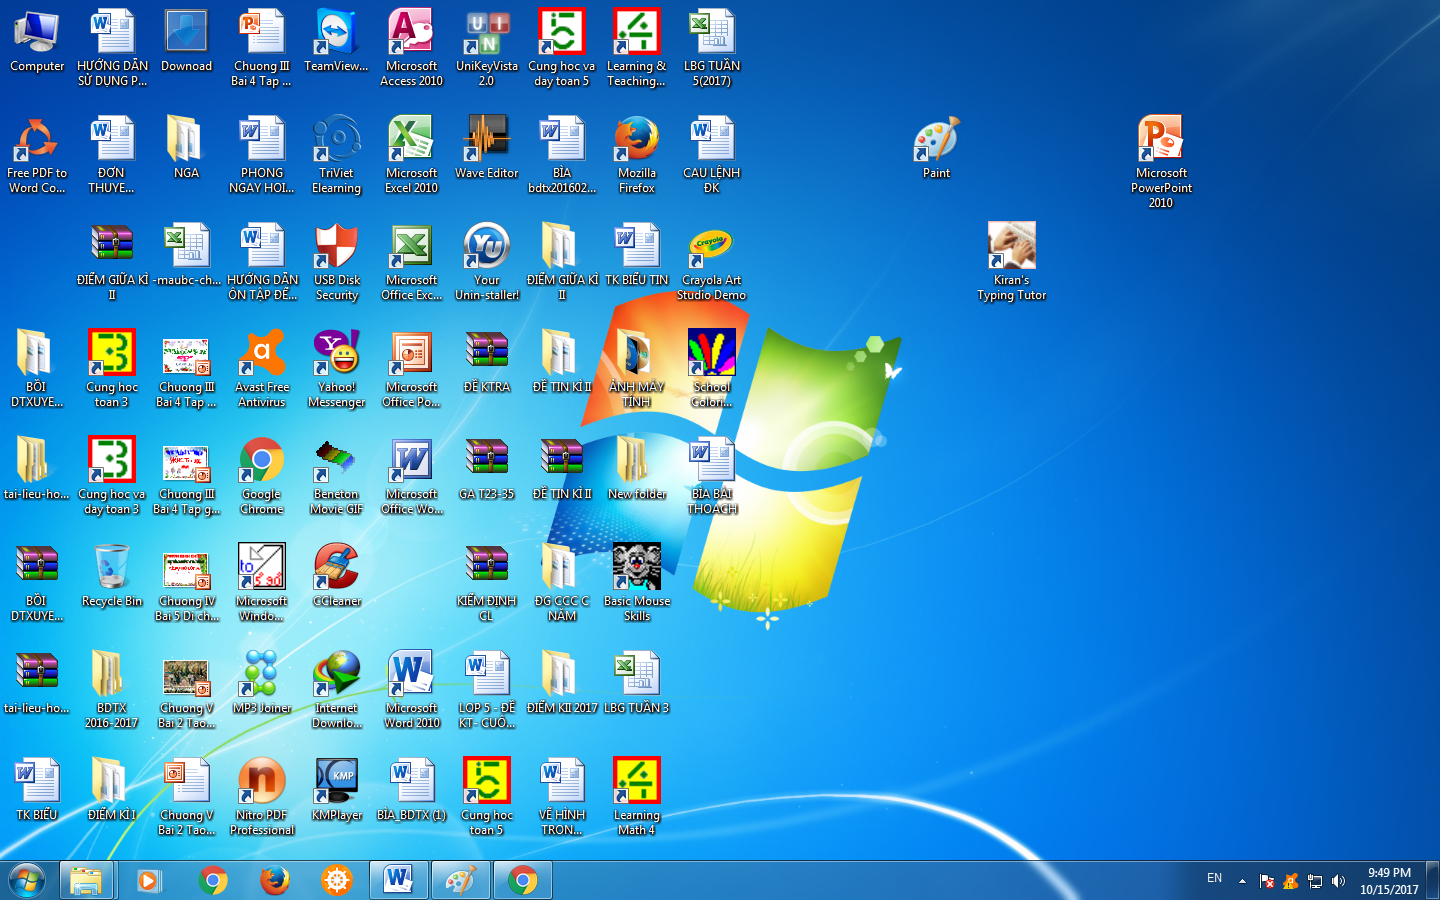 Computer
HƯỚNG DẪN
SỬ DỤNG P...
Downoad
Chuong III
Bai 4 Tap ...
TeamView...
Microsoft
Access 2010
UniKeyVista
2.0
Cung hoc va
day toan 5
Learning &
Teaching...
LBG TUẦN
5(2017)
Free PDF to
Word Co...
ĐƠN
THUYE...
NGA
PHONG
NGAY HOI...
TriViet
Elearning
Microsoft
Excel 2010
Wave Editor
BÌA
bdtx201602...
Mozilla
Firefox
CAU LỆNH
ĐK
Paint
Microsoft
PowerPoint
2010
ĐIỂM GIỮA KÌ
II
-maubc-ch...
HƯỚNG DẪN
ÔN TẬP ĐỂ...
USB Disk
Security
Microsoft
Office Exc...
Your
Unin-staller!
ĐIỂM GIỮA KÌ
II
TK BIỂU TIN
Crayola Art
Studio Demo
Kiran's
Typing Tutor
BỒI
DTXUYE...
Cung hoc
toan 3
Chuong III
Bai 4 Tap ...
Avast Free
Antivirus
Yahoo!
Messenger
Microsoft
Office Po...
ĐỀ KTRA
ĐỀ TIN KÌ II
ẢNH MÁY
TÍNH
School
Colori...
tai-lieu-ho...
Cung hoc va
day toan 3
Chuong III
Bai 4 Tap g...
Google
Chrome
Beneton
Movie GIF
Microsoft
Office Wo...
GA T23-35
ĐỀ TIN KÌ II
New folder
BÌA BÀI
THOẠCH
BỒI
DTXUYE...
Recycle Bin
Chuong IV
Bai 5 Di ch...
Microsoft
Windo...
CCleaner
KIỂM ĐỊNH
CL
ĐG CCC C
NĂM
Basic Mouse
Skills
tai-lieu-ho...
BDTX
2016-2017
Chuong V
Bai 2 Tao...
MP3 Joiner
Internet
Downlo...
Microsoft
Word 2010
LOP 5 - ĐỀ
KT- CUỐ...
ĐIỂM KII 2017
LBG TUẦN 3
TK BIỂU
ĐIỂM KÌ I
Chuong V
Bai 2 Tao...
Nitro PDF
Professional
KMPlayer
BÌA_BDTX (1)
Cung hoc
toan 5
VẼ HÌNH
TRON...
Learning
Math 4
EN
9:49 PM
10/15/2017